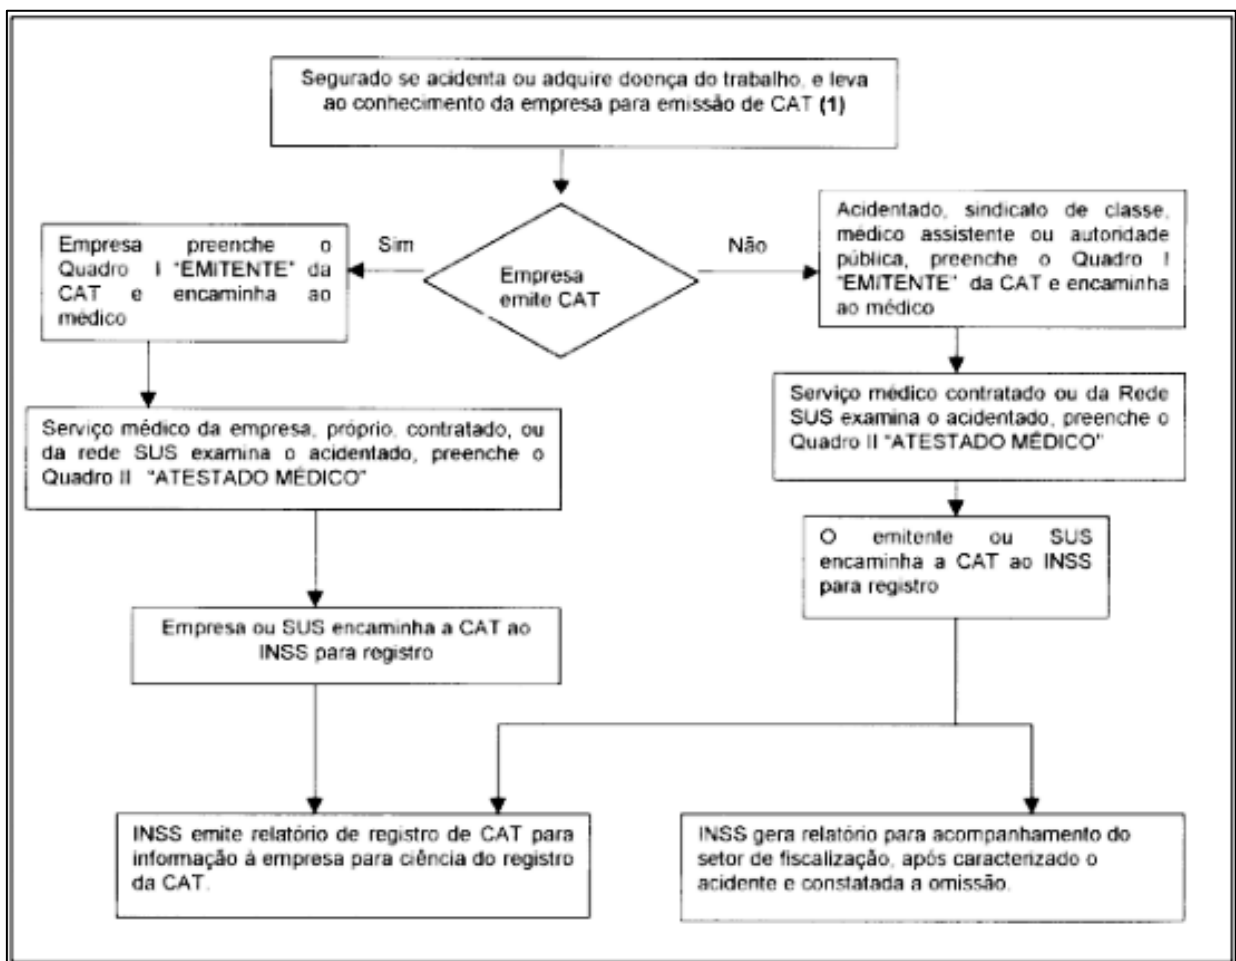 Segurado se acidenta ou adquire doença do trabalho, e leva
ao conhecimento da empresa para emissão de CAT (1)
Empresa preenche o
Quadro I "EMITENTE" da
CAT e encaminha ao
médico
Sim
Empresa
emite CAT
Não
Acidentado, sindicato de classe,
médico assistente ou autoridade
pública, preenche o Quadro I
"EMITENTE" da CAT e encaminha
ao médico
Serviço médico da empresa, próprio, contratado, ou
da rede SUS examina o acidentado, preenche o
Quadro II "ATESTADO MÉDICO"
Serviço médico contratado ou da Rede
SUS examina o acidentado, preenche o
Quadro II "ATESTADO MÉDICO"
O emitente ou SUS
encaminha a CAT ao INSS
para registro
Empresa ou SUS encaminha a CAT ao
INSS para registro
INSS emite relatório de registro de CAT para
informação à empresa para ciência do registro
da CAT.
INSS gera relatório para acompanhamento do
setor de fiscalização, após caracterizado o
acidente e constatada a omissão.